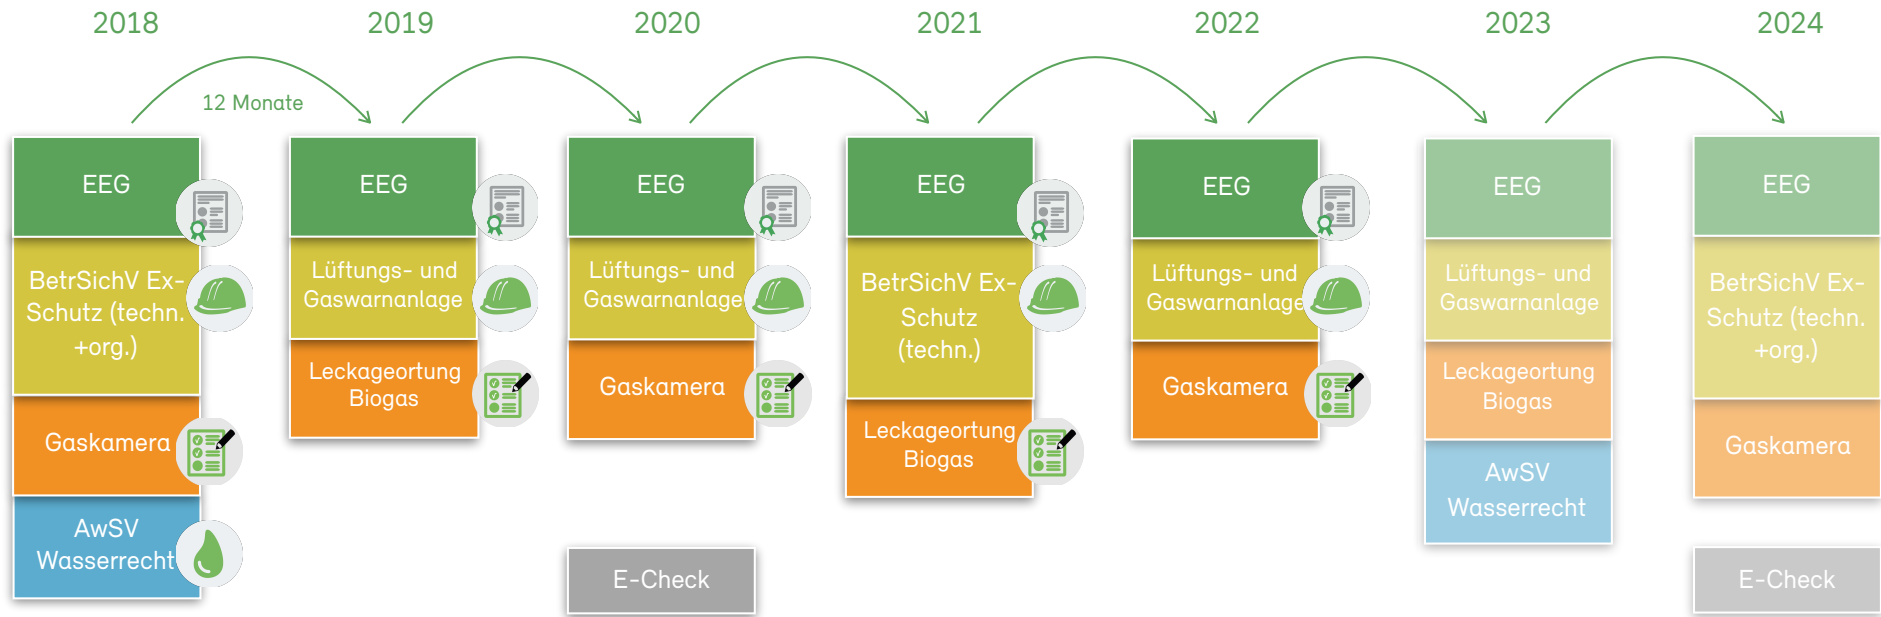 2018
2019
2020
2021
2022
2023
2024
12 Monate
EEG
BetrSichV Ex-
Schutz (techn.
+org.)
Gaskamera
AwSV
Wasserrecht
EEG
Lüftungs- und
Gaswarnanlage
Leckageortung
Biogas
EEG
Lüftungs- und
Gaswarnanlage
Gaskamera
E-Check
EEG
BetrSichV Ex-
Schutz
(techn.)
Leckageortung
Biogas
EEG
Lüftungs- und
Gaswarnanlage
Gaskamera
EEG
Lüftungs- und
Gaswarnanlage
Leckageortung
Biogas
AwSV
Wasserrecht
EEG
BetrSichV Ex-
Schutz (techn.
+org.)
Gaskamera
E-Check